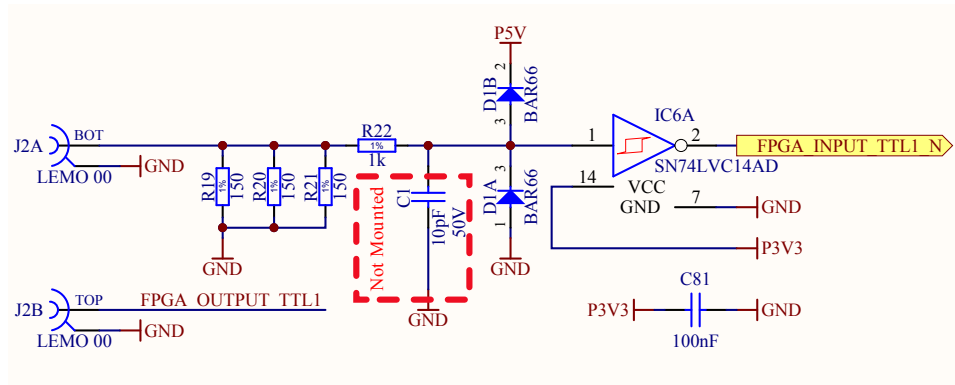 P5V
2
D1B
BAR66
3
IC6A
J2A
BOT
R22
1%
1k
1
2
FPGA_INPUT_TTL1_N
GND
LEMO 00
SN74LVC14AD
R19
1%
150
R20
1%
150
R21
1%
150
Not Mounted
C1
10pF
50V
3
D1A
BAR66
1
14
VCC
GND
7
GND
P3V3
GND
GND
GND
J2B
TOP
FPGA_OUTPUT_TTL1
GND
LEMO 00
C81
P3V3
GND
100nF